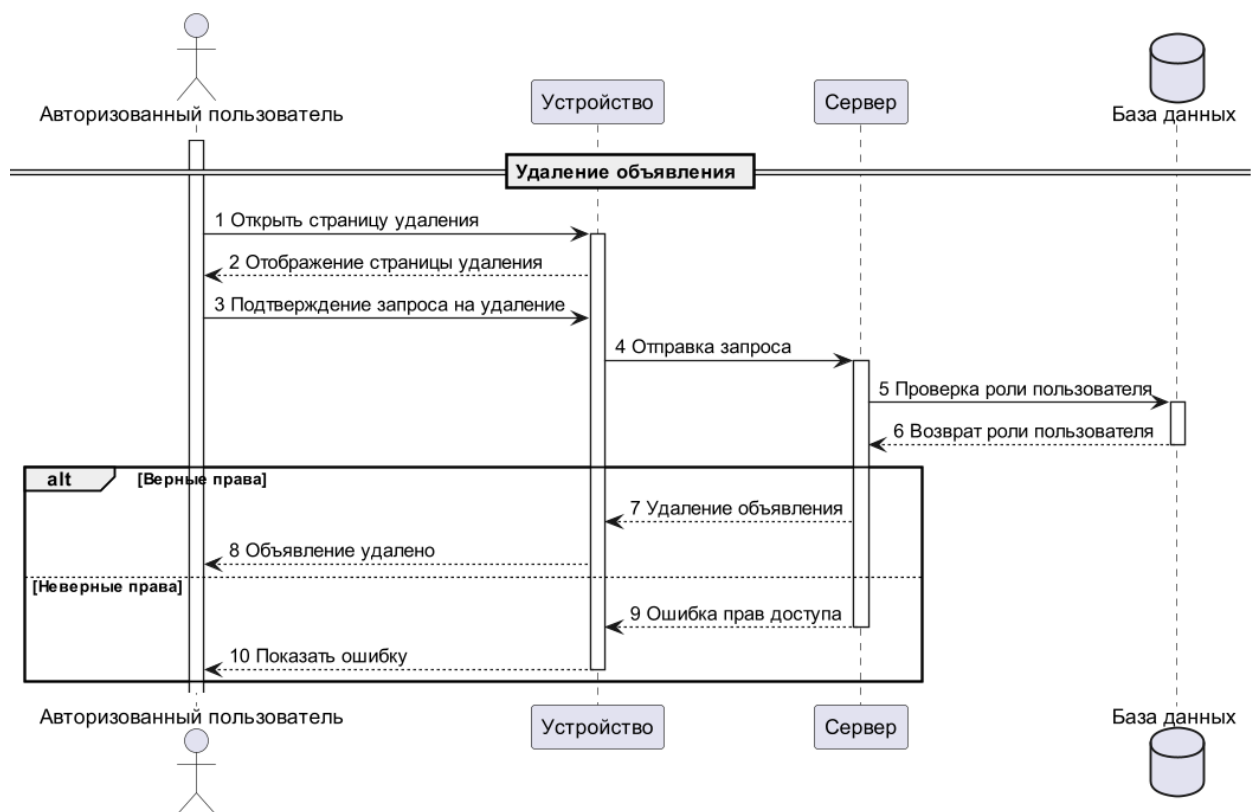 Авторизованный пользователь
Устройство
Сервер
База данных
Удаление объявления
1 Открыть страницу удаления
2 Отображение страницы удаления
3 Подтверждение запроса на удаление
4 Отправка запроса
5 Проверка роли пользователя
6 Возврат роли пользователя
alt [Верные права]
7 Удаление объявления
8 Объявление удалено
[Неверные права]
9 Ошибка прав доступа
10 Показать ошибку
Авторизованный пользователь
Устройство
Сервер
База данных